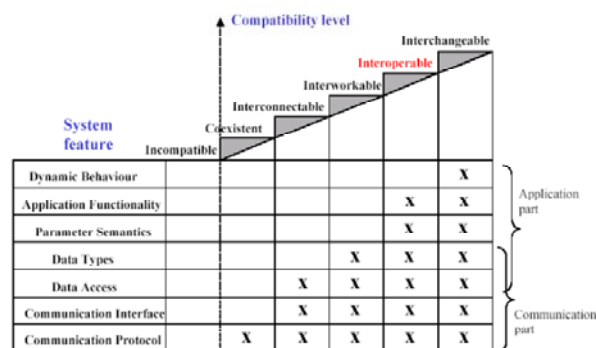 Compatibility level
Interchangeable
Interoperable
Interworkable
Interconnectable
System
feature
Coexistent
Incompatible
Dynamic Behaviour X
Application Functionality X X
Parameter Semantics X X
Data Types X X X
Data Access X X X X
Communication Interface X X X X
Communication Protocol X X X X X
Application
part
Communication
part